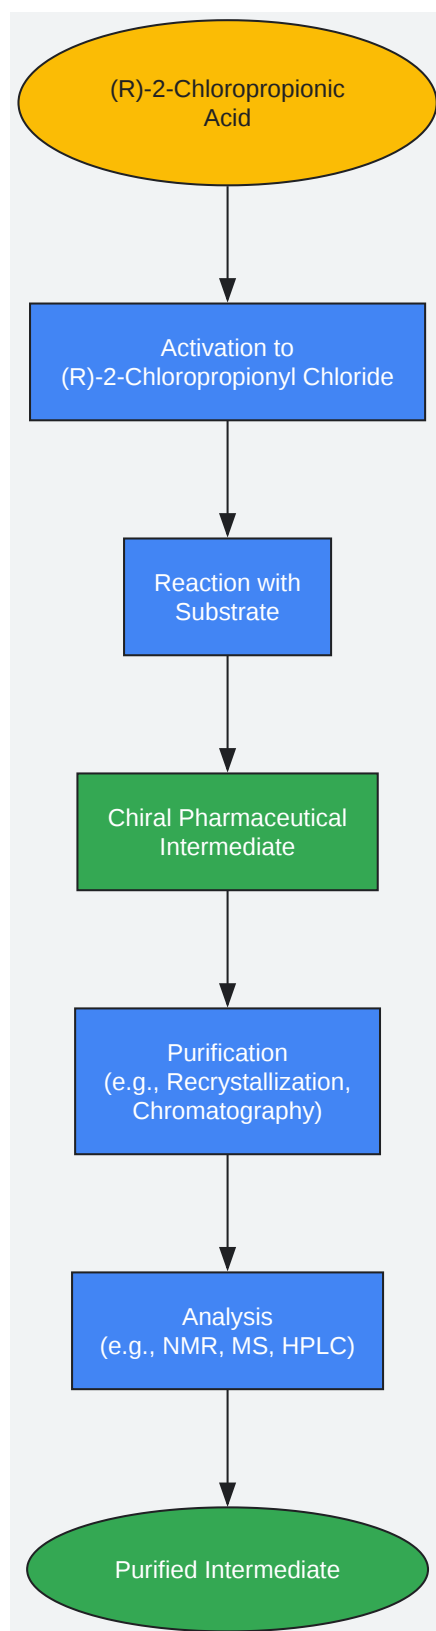 (R)-2-Chloropropionic
Acid
Activation to
(R)-2-Chloropropionyl Chloride
Reaction with
Substrate
Chiral Pharmaceutical
Intermediate
Purification
(e.g., Recrystallization,
Chromatography)
Analysis
(e.g., NMR, MS, HPLC)
Purified Intermediate